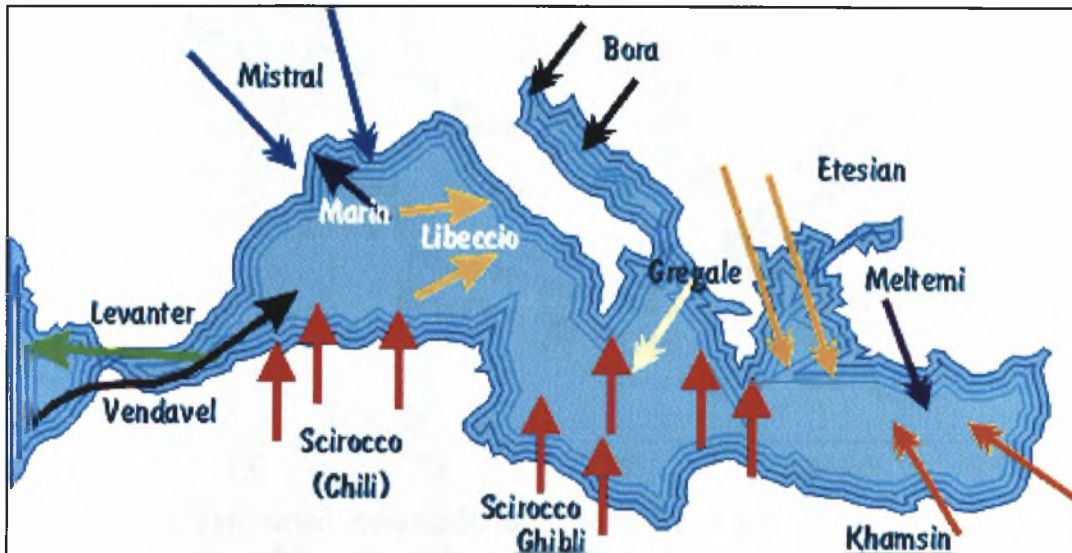 Bora
Mistral
Etesian
Marin
Libeccio
Gregale
Meltemi
Levanter
Vendavel
Scirocco
(Chili)
Scirocco
Ghibli
Khamsin